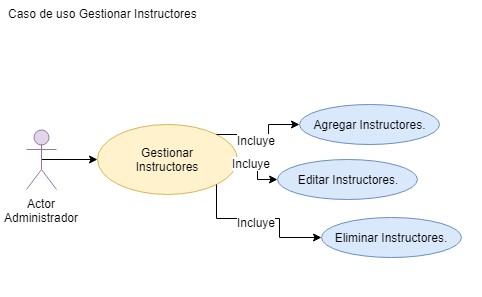 Caso de uso Gestionar Instructores
Agregar Instructores.
Incluye
Gestionar
Instructores
Incluye
Editar Instructores.
Actor
Administrador
Incluye
Eliminar Instructores.